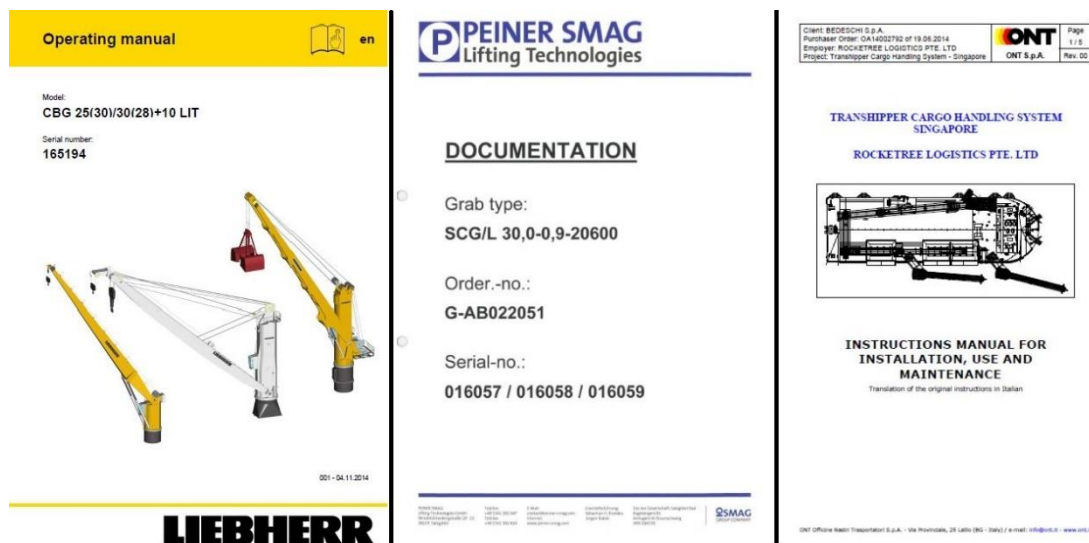 Operating manual
en
Model:
CBG 25(30)/30(28)+10 LIT
Serial number:
165194
001 - 04.11.2014
LIEBHERR
PEINER SMAG
Lifting Technologies
DOCUMENTATION
Grab type:
SCG/L 30,0-0,9-20600
Order.-no.:
G-AB022051
Serial-no.:
016057 / 016058 / 016059
SMAG
Client: BEDESCHI S.p.A.
Purchaser Order: OA14002792 of 19.06.2014
Employer: ROCKETREE LOGISTICS PTE. LTD
Project: Transhipper Cargo Handling System - Singapore
ONT
ONT S.p.A.
Page
1 / 5
Rev. 00
TRANSHIPPER CARGO HANDLING SYSTEM
SINGAPORE
ROCKETREE LOGISTICS PTE. LTD
INSTRUCTIONS MANUAL FOR
INSTALLATION, USE AND
MAINTENANCE
Translation of the original instructions in Italian